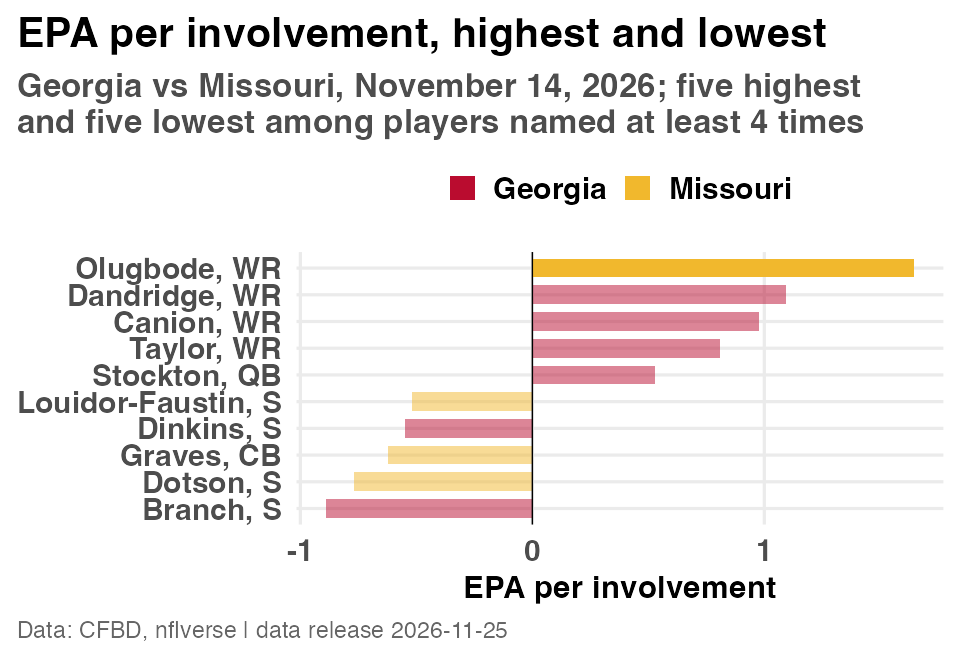 EPA per involvement, highest and lowest
Georgia vs Missouri, November 14, 2026; five highest
and five lowest among players named at least 4 times
Georgia Missouri
Olugbode, WR
Dandridge, WR
Canion, WR
Taylor, WR
Stockton, QB
Louidor-Faustin, S
Dinkins, S
Graves, CB
Dotson, S
Branch, S
-1 0 1
EPA per involvement
Data: CFBD, nflverse | data release 2026-11-25